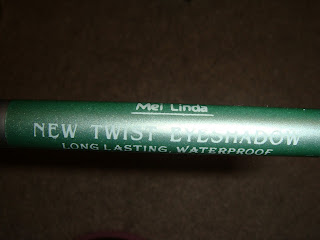 Mei Linda
NEW TWIST EYESHADOW
LONG LASTING, WATERPROOF